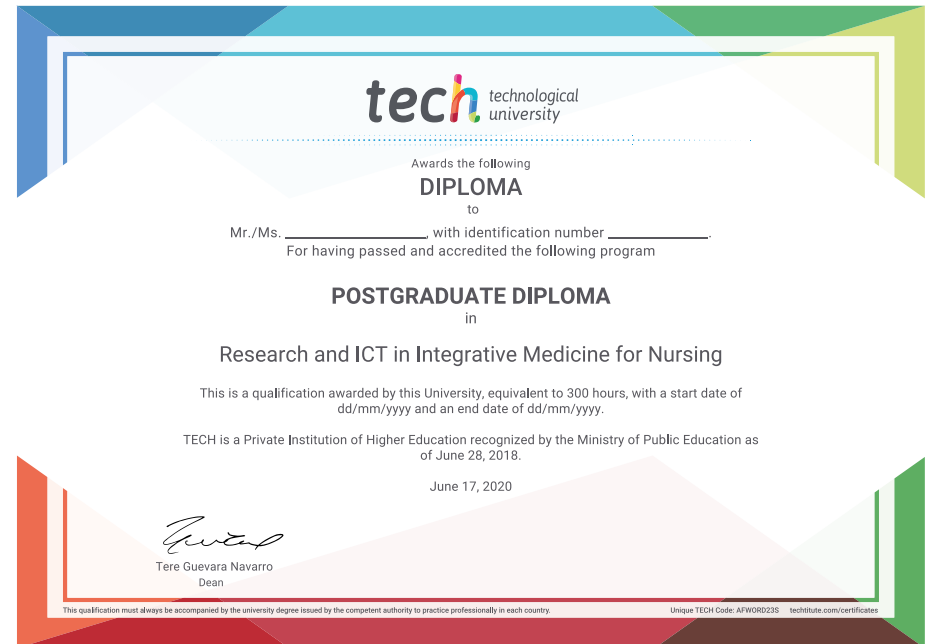 tech technological
university
Awards the following
DIPLOMA
to
Mr./Ms. ____________, with identification number ____________.
For having passed and accredited the following program
POSTGRADUATE DIPLOMA
in
Research and ICT in Integrative Medicine for Nursing
This is a qualification awarded by this University, equivalent to 300 hours, with a start date of
dd/mm/yyyy and an end date of dd/mm/yyyy.
TECH is a Private Institution of Higher Education recognized by the Ministry of Public Education as
of June 28, 2018.
June 17, 2020
Tere Guevara Navarro
Dean
This qualification must always be accompanied by the university degree issued by the competent authority to practice professionally in each country.
Unique TECH Code: AFWORD23S techtitute.com/certificates